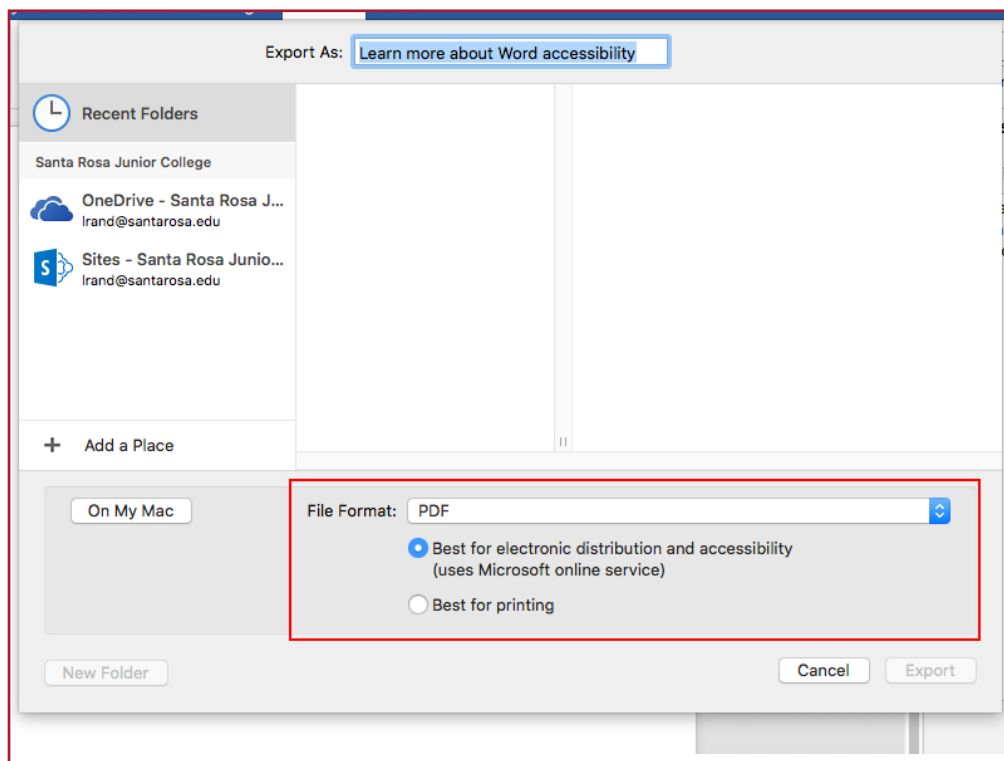 Export As: Learn more about Word accessibility
Recent Folders
Santa Rosa Junior College
OneDrive - Santa Rosa J...
lrand@santarosa.edu
S
Sites - Santa Rosa Junio...
lrand@santarosa.edu
+ Add a Place
On My Mac
File Format: PDF
Best for electronic distribution and accessibility
(uses Microsoft online service)
Best for printing
New Folder
Cancel
Export